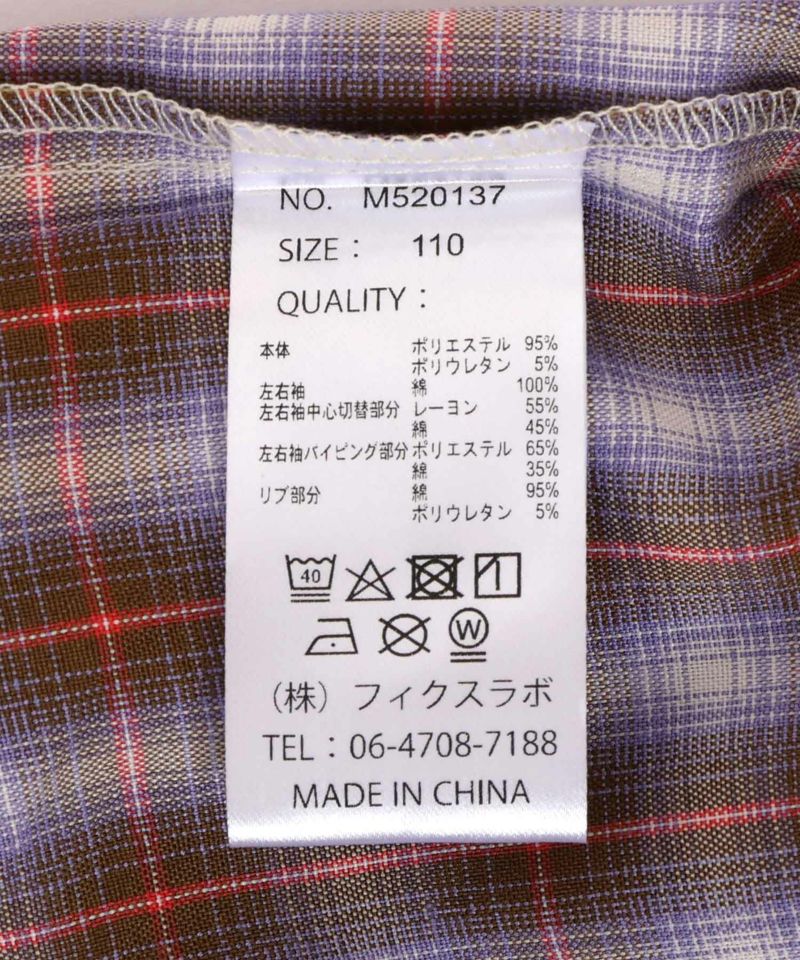 NO. M520137
SIZE： 110
QUALITY：
本体 ポリエステル 95%
ポリウレタン 5%
左右袖 綿 100%
左右袖中心切替部分 レーヨン 55%
綿 45%
左右袖パイピング部分 ポリエステル 65%
綿 35%
リブ部分 綿 95%
ポリウレタン 5%
40
W
（株）フィクスラボ
TEL：06-4708-7188
MADE IN CHINA